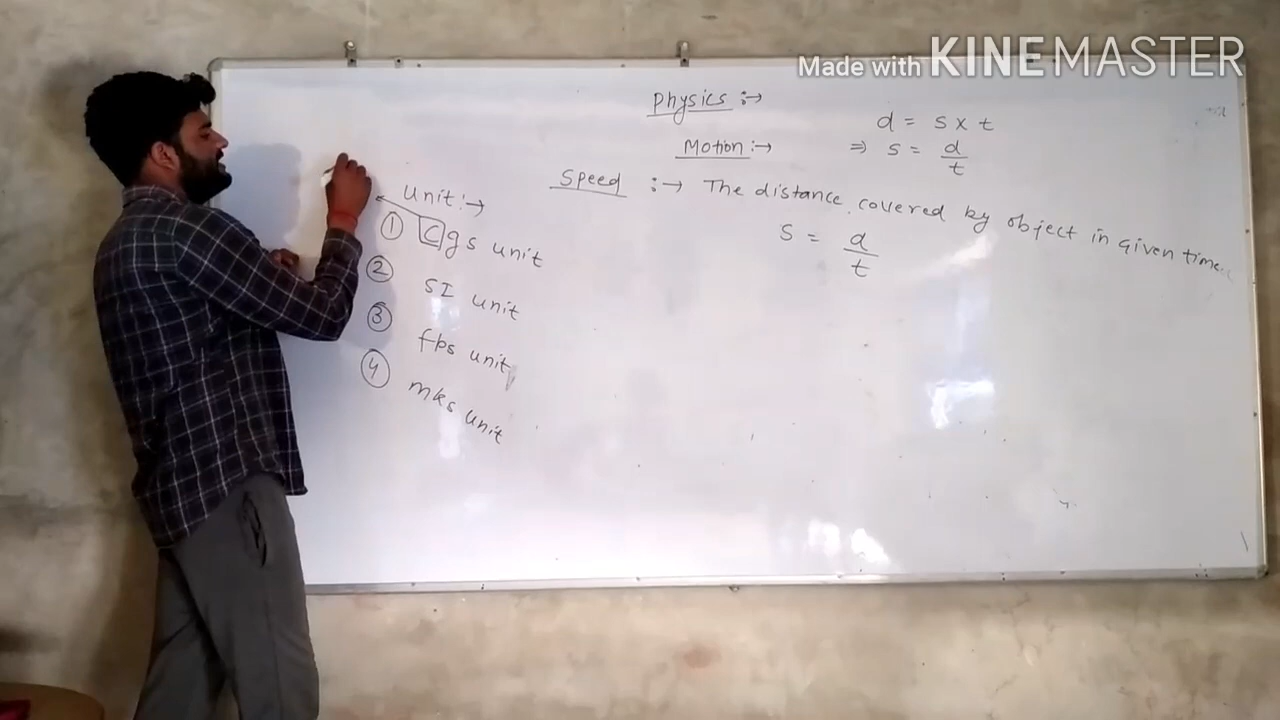 Made with KINEMASTER
Physics :→
d = s x t
Motion :→
⇒ s = d/t
Speed :→ The distance covered by object in given time.
s = d/t
Unit :→
① Cgs unit
② SI unit
③ fps unit
④ mks unit